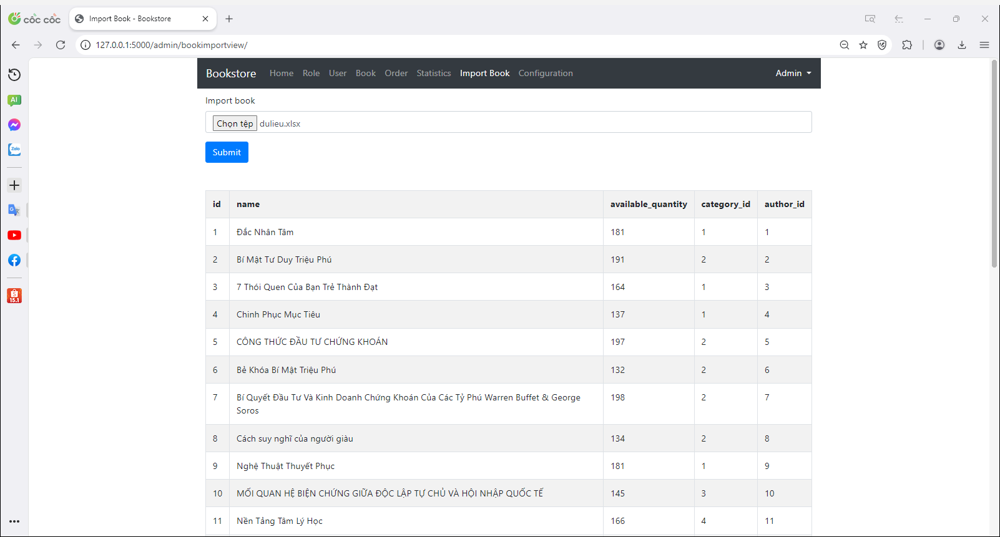 cốc cốc
Import Book - Bookstore
127.0.0.1:5000/admin/bookimportview/
Bookstore Home Role User Book Order Statistics Import Book Configuration Admin
Import book
Chọn tệp dulieu.xlsx
Submit
id name available_quantity category_id author_id
1 Đắc Nhân Tâm 181 1 1
2 Bí Mật Tư Duy Triệu Phú 191 2 2
3 7 Thói Quen Của Bạn Trẻ Thành Đạt 164 1 3
4 Chinh Phục Mục Tiêu 137 1 4
5 CÔNG THỨC ĐẦU TƯ CHỨNG KHOÁN 197 2 5
6 Bẻ Khóa Bí Mật Triệu Phú 132 2 6
7 Bí Quyết Đầu Tư Và Kinh Doanh Chứng Khoán Của Các Tỷ Phú Warren Buffet & George 198 2 7
Soros
8 Cách suy nghĩ của người giàu 134 2 8
9 Nghệ Thuật Thuyết Phục 181 1 9
10 MỐI QUAN HỆ BIỆN CHỨNG GIỮA ĐỘC LẬP TỰ CHỦ VÀ HỘI NHẬP QUỐC TẾ 145 3 10
11 Nền Tảng Tâm Lý Học 166 4 11
AI
Zalo
G
S
15.1